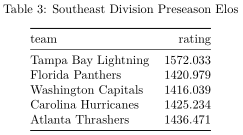 Table 3: Southeast Division Preseason Elos
team rating
Tampa Bay Lightning 1572.033
Florida Panthers 1420.979
Washington Capitals 1416.039
Carolina Hurricanes 1425.234
Atlanta Thrashers 1436.471